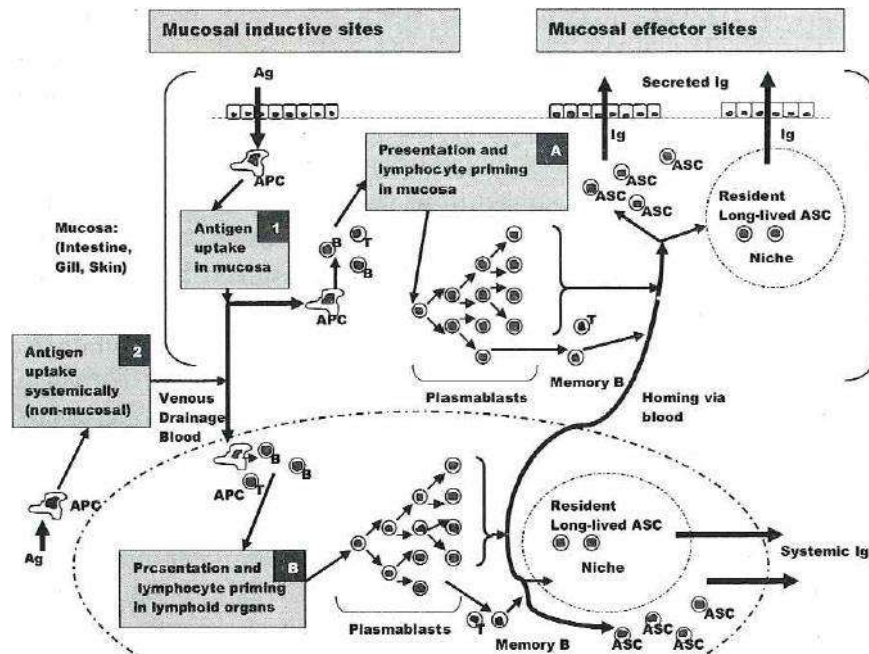 Mucosal inductive sites
Mucosal effector sites
Ag
Secreted Ig
Ig
Ig
APC
Presentation and
lymphocyte priming
in mucosa
A
ASC
ASC
ASC
ASC
Resident
Long-lived ASC
Niche
Mucosa:
(Intestine,
Gill, Skin)
Antigen
uptake
in mucosa
1
B
T
B
APC
T
Memory B
Plasmablasts
Homing via
blood
Antigen
uptake
systemically
(non-mucosal)
2
Venous
Drainage
Blood
APC
Ag
APC
B
B
T
Presentation and
lymphocyte priming
in lymphoid organs
B
Plasmablasts
T
Memory B
Resident
Long-lived ASC
Niche
Systemic Ig
ASC
ASC
ASC
ASC